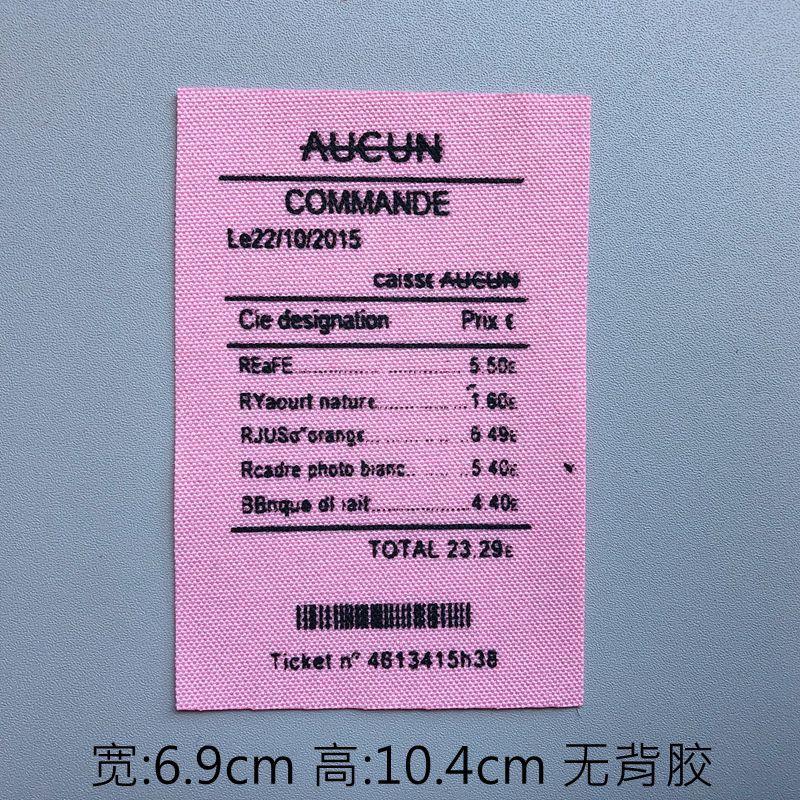 AUCUN
COMMANDE
Le22/10/2015
caisse AUCUN
Cie designation Prix €
REaFE.................. 5.50£
RYaourt nature................1.60£
RJUSd"orange............ 6 49£
Rcadre photo blanc......... 5 40£
BBnque di lait..................4 40£
TOTAL 23.29£
Ticket n° 4613415h38
宽:6.9cm 高:10.4cm 无背胶